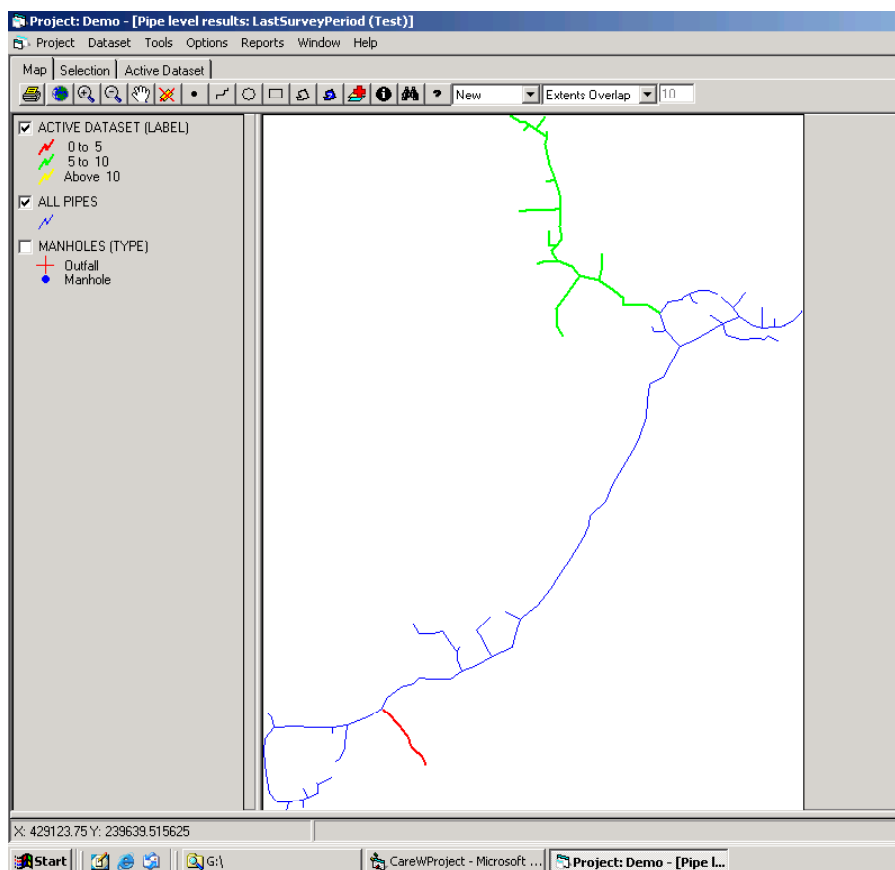 Project: Demo - [Pipe level results: LastSurveyPeriod (Test)]
Project Dataset Tools Options Reports Window Help
Map Selection Active Dataset
? New Extents Overlap 10
ACTIVE DATASET (LABEL)
0 to 5
5 to 10
Above 10
ALL PIPES
MANHOLES (TYPE)
Outfall
Manhole
X: 429123.75 Y: 239639.515625
Start G:\ CareWProject - Microsoft ... Project: Demo - [Pipe l...